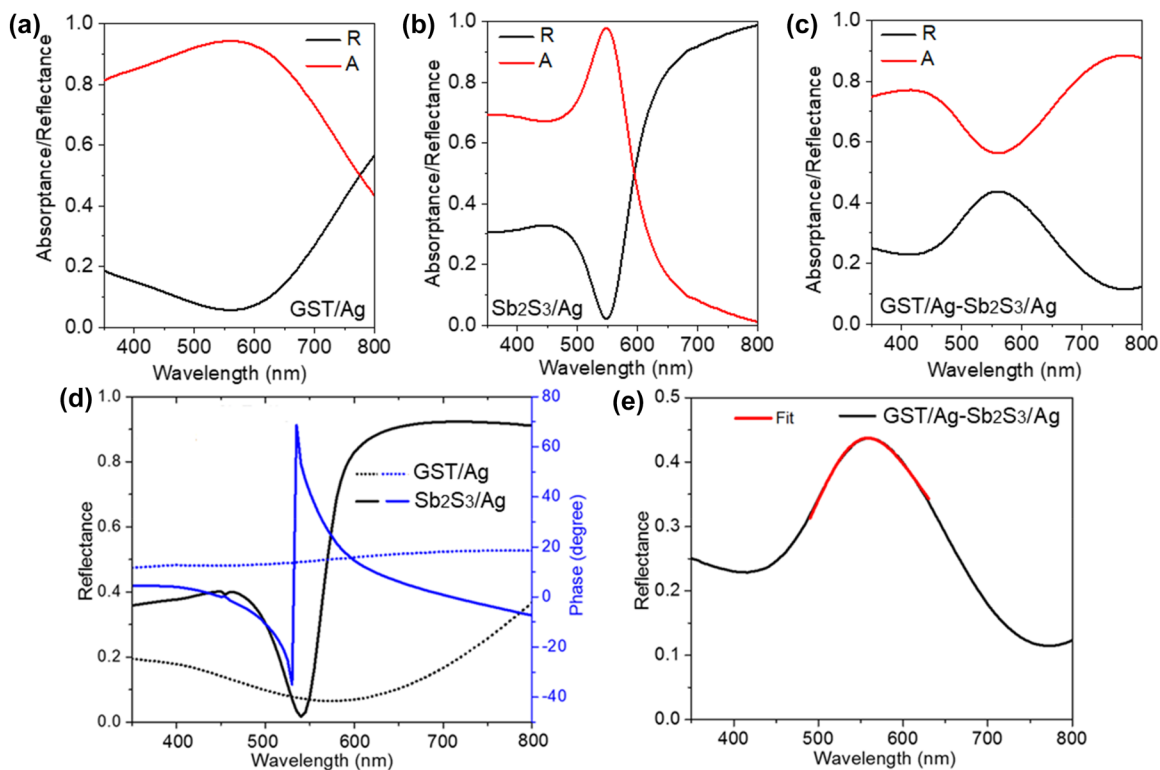 (a)
Absorptance/Reflectance
1.0
0.8
0.6
0.4
0.2
0.0
R
A
GST/Ag
400 500 600 700 800
Wavelength (nm)
(b)
Absorptance/Reflectance
1.0
0.8
0.6
0.4
0.2
0.0
R
A
Sb2S3/Ag
400 500 600 700 800
Wavelength (nm)
(c)
Absorptance/Reflectance
1.0
0.8
0.6
0.4
0.2
0.0
R
A
GST/Ag-Sb2S3/Ag
400 500 600 700 800
Wavelength (nm)
(d)
Reflectance
1.0
0.8
0.6
0.4
0.2
0.0
GST/Ag
Sb2S3/Ag
80
60
40
20
0
-20
-40
Phase (degree)
400 500 600 700 800
Wavelength (nm)
(e)
Reflectance
0.5
0.4
0.3
0.2
0.1
0.0
Fit
GST/Ag-Sb2S3/Ag
400 500 600 700 800
Wavelength (nm)